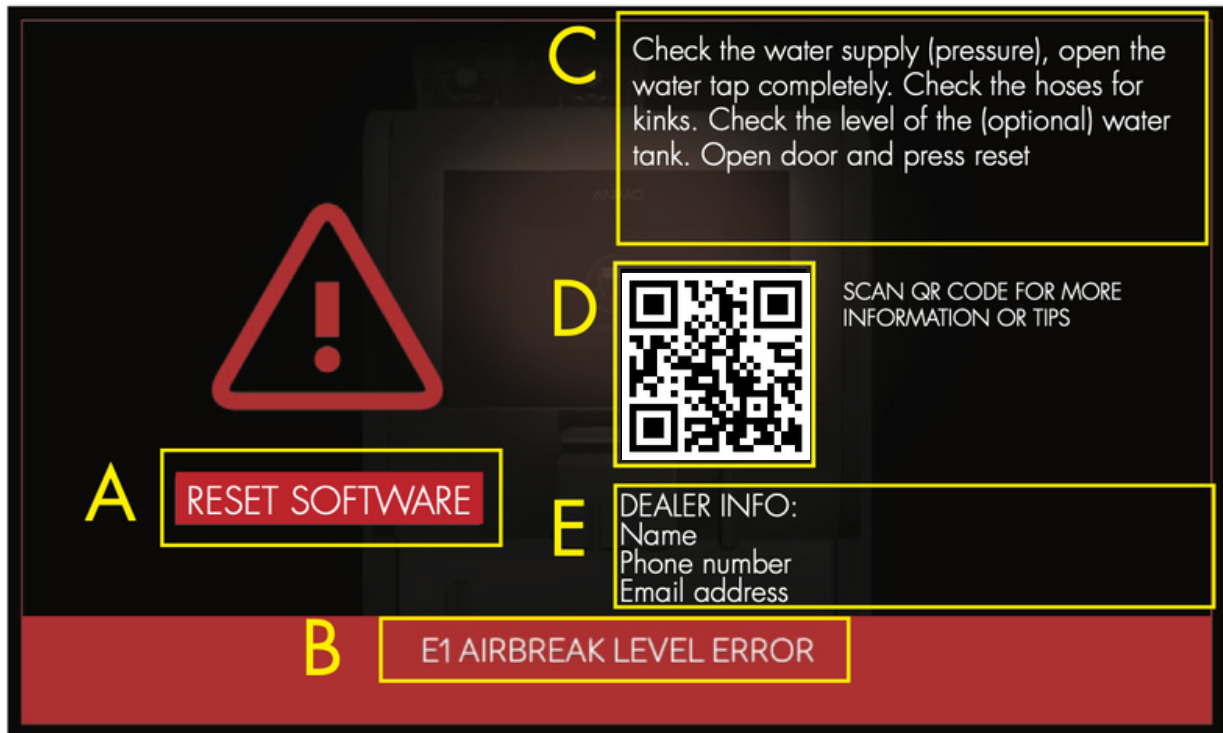 C
Check the water supply (pressure), open the
water tap completely. Check the hoses for
kinks. Check the level of the (optional) water
tank. Open door and press reset
D
SCAN QR CODE FOR MORE
INFORMATION OR TIPS
A
RESET SOFTWARE
E
DEALER INFO:
Name
Phone number
Email address
B
E1 AIRBREAK LEVEL ERROR